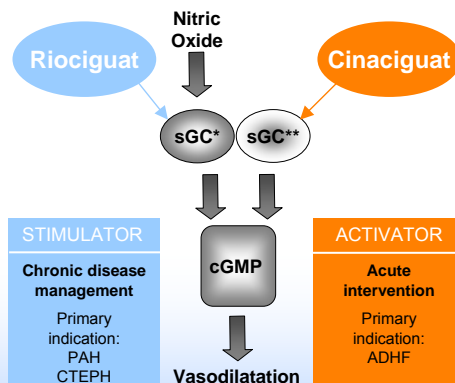 Nitric
Oxide
Riociguat
Cinaciguat
sGC*
sGC**
cGMP
Vasodilatation
STIMULATOR
Chronic disease
management
Primary
indication:
PAH
CTEPH
ACTIVATOR
Acute
intervention
Primary
indication:
ADHF